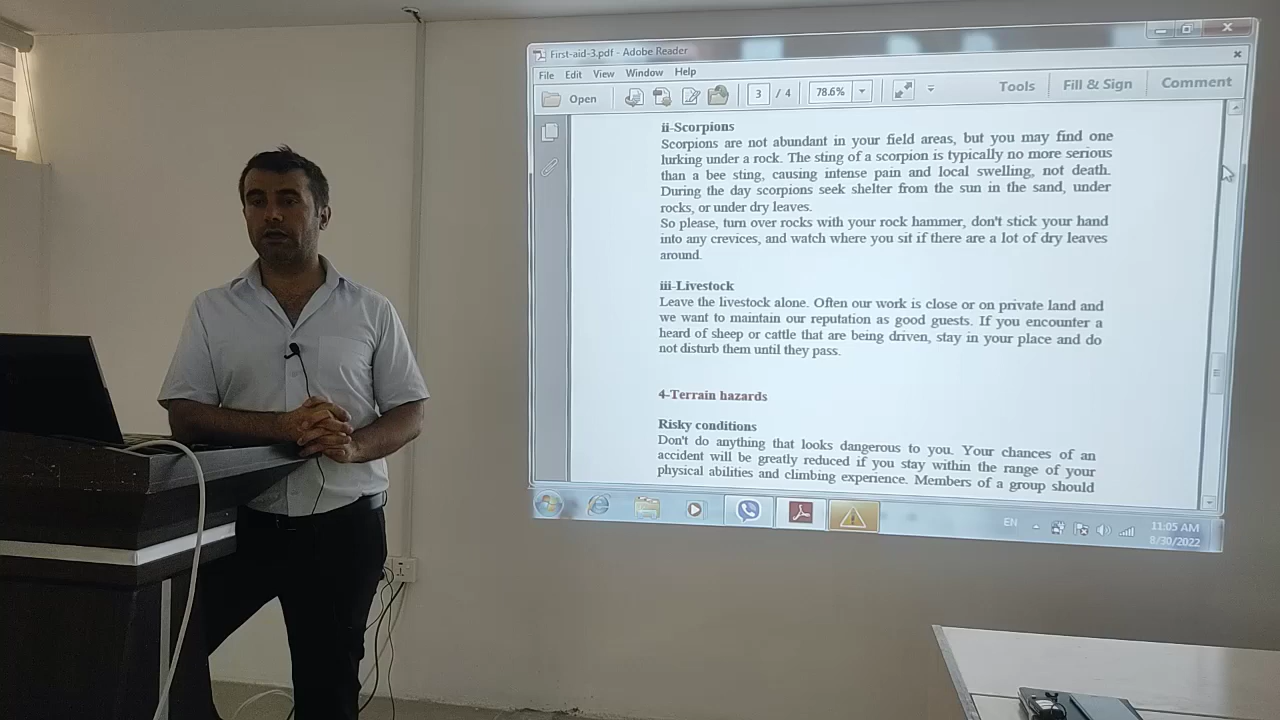 First-aid-3.pdf - Adobe Reader
File Edit View Window Help
Open 3 / 4 78.6% Tools Fill & Sign Comment
ii-Scorpions
Scorpions are not abundant in your field areas, but you may find one
lurking under a rock. The sting of a scorpion is typically no more serious
than a bee sting, causing intense pain and local swelling, not death.
During the day scorpions seek shelter from the sun in the sand, under
rocks, or under dry leaves.
So please, turn over rocks with your rock hammer, don't stick your hand
into any crevices, and watch where you sit if there are a lot of dry leaves
around.
iii-Livestock
Leave the livestock alone. Often our work is close or on private land and
we want to maintain our reputation as good guests. If you encounter a
heard of sheep or cattle that are being driven, stay in your place and do
not disturb them until they pass.
4-Terrain hazards
Risky conditions
Don't do anything that looks dangerous to you. Your chances of an
accident will be greatly reduced if you stay within the range of your
physical abilities and climbing experience. Members of a group should
EN 11:05 AM
8/30/2022